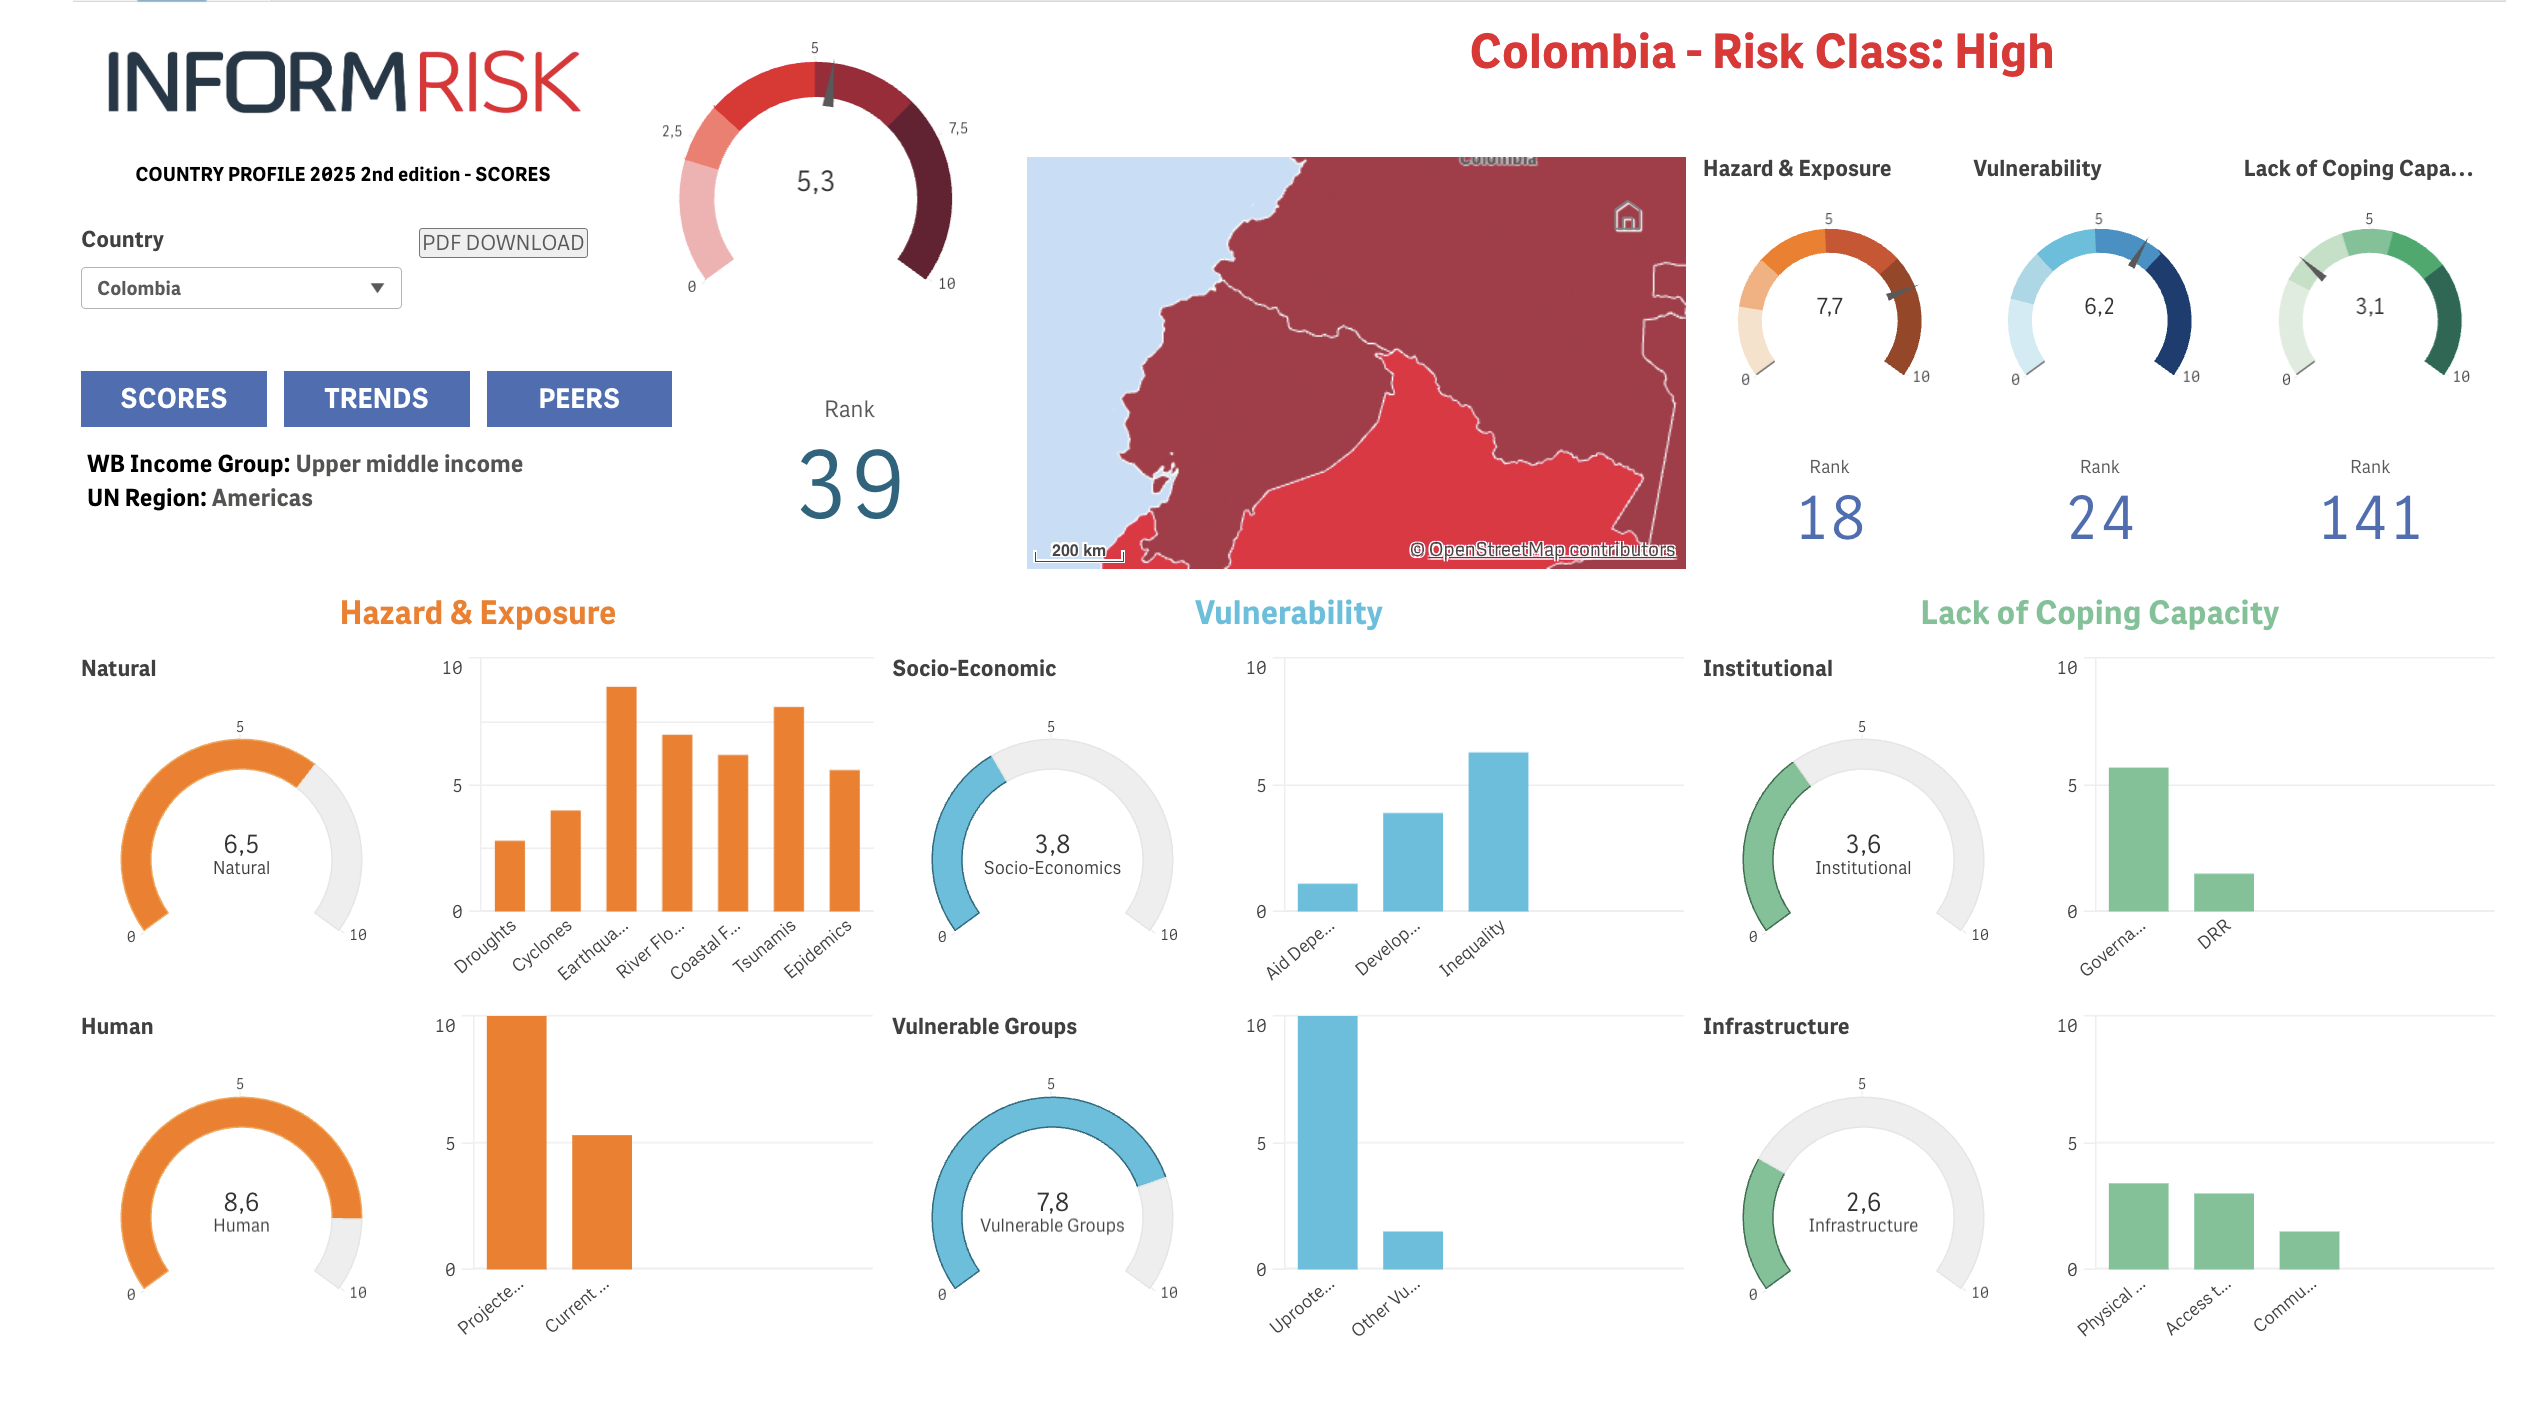 INFORMRISK
COUNTRY PROFILE 2025 2nd edition - SCORES
Country
PDF DOWNLOAD
Colombia
SCORES
TRENDS
PEERS
WB Income Group: Upper middle income
UN Region: Americas
0
2,5
5
7,5
10
5,3
Rank
39
Colombia - Risk Class: High
Colombia
200 km
© OpenStreetMap contributors
Hazard & Exposure
5
7,7
0
10
Rank
18
Vulnerability
5
6,2
0
10
Rank
24
Lack of Coping Capa...
5
3,1
0
10
Rank
141
Hazard & Exposure
Natural
5
6,5
Natural
0
10
10
5
0
Droughts
Cyclones
Earthqua...
River Flo...
Coastal F...
Tsunamis
Epidemics
Human
5
8,6
Human
0
10
10
5
0
Projecte...
Current ...
Vulnerability
Socio-Economic
5
3,8
Socio-Economics
0
10
10
5
0
Aid Depe...
Develop...
Inequality
Vulnerable Groups
5
7,8
Vulnerable Groups
0
10
10
5
0
Uproote...
Other Vu...
Lack of Coping Capacity
Institutional
5
3,6
Institutional
0
10
10
5
0
Governa...
DRR
Infrastructure
5
2,6
Infrastructure
0
10
10
5
0
Physical ...
Access t...
Commu...